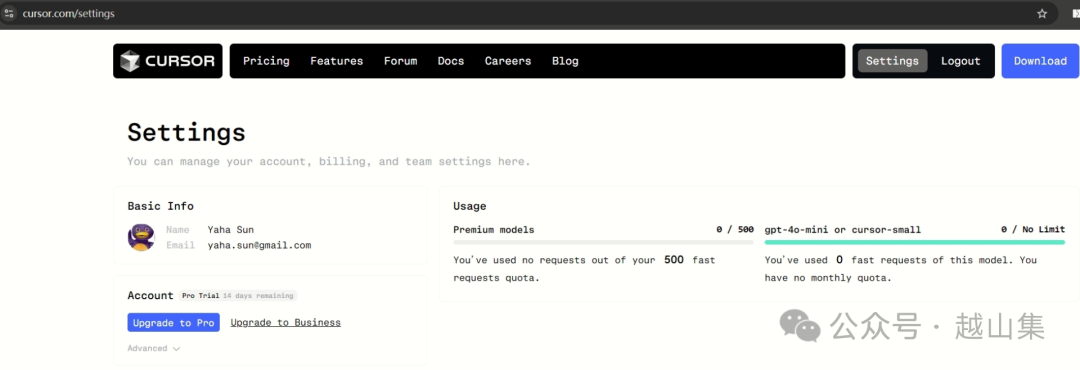 cursor.com/settings
CURSOR Pricing Features Forum Docs Careers Blog Settings Logout Download
Settings
You can manage your account, billing, and team settings here.
Basic Info
Name Yaha Sun
Email yaha.sun@gmail.com
Account Pro Trial 14 days remaining
Upgrade to Pro Upgrade to Business
Advanced
Usage
Premium models 0 / 500
You've used no requests out of your 500 fast
requests quota.
gpt-4o-mini or cursor-small 0 / No Limit
You've used 0 fast requests of this model. You
have no monthly quota.
公众号 · 越山集